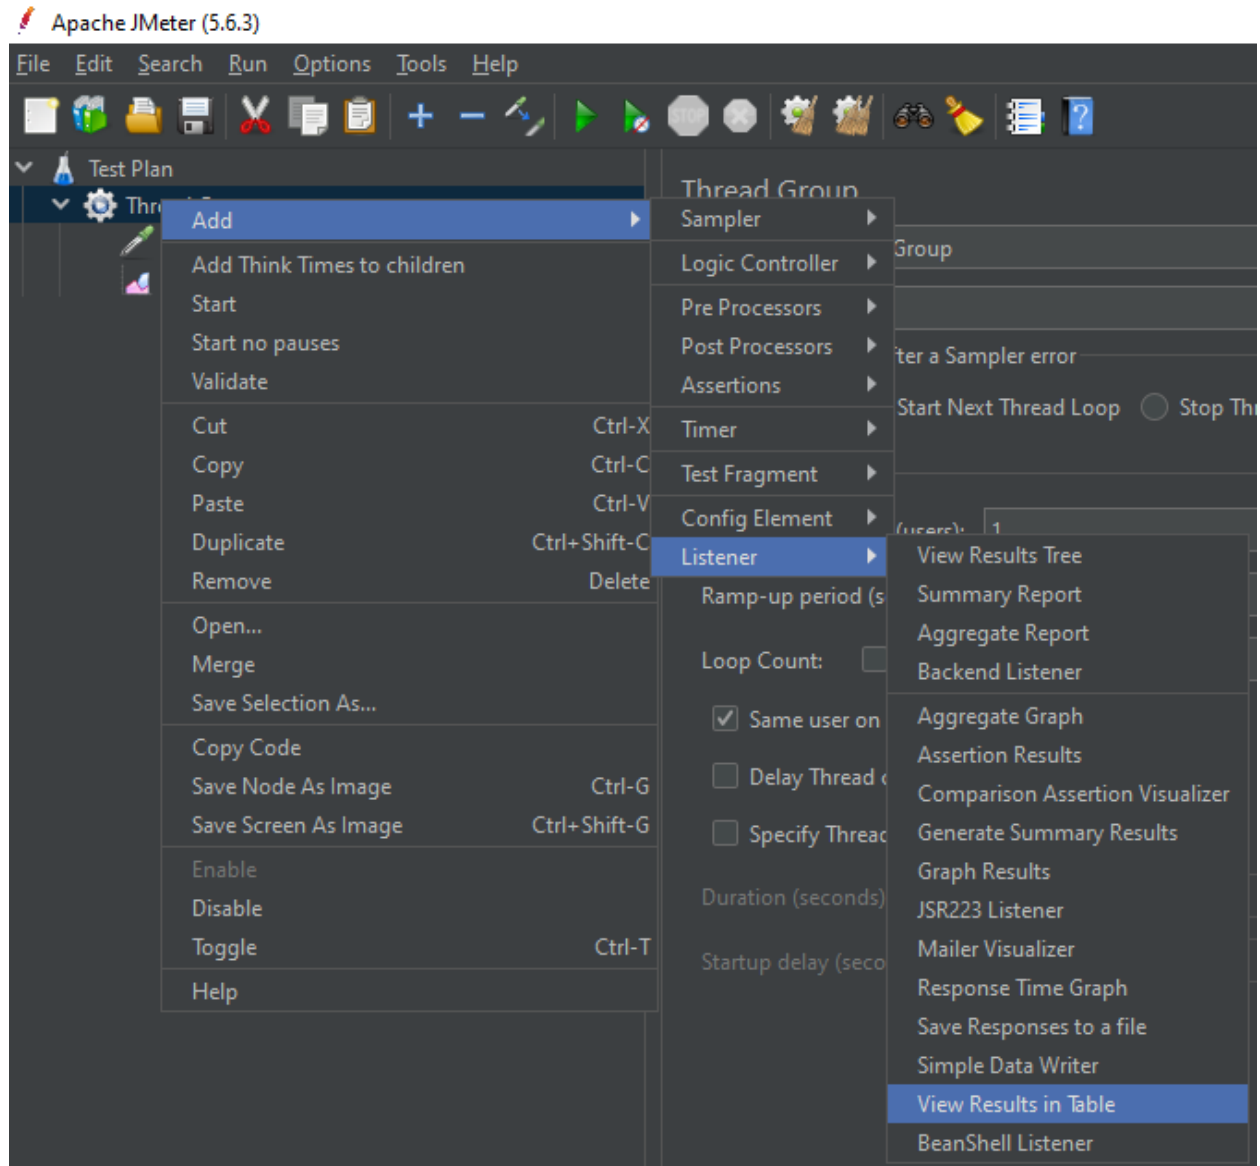 Apache JMeter (5.6.3)
File Edit Search Run Options Tools Help
STOP
Test Plan
Thread Group
Add
Add Think Times to children
Start
Start no pauses
Validate
Cut Ctrl-X
Copy Ctrl-C
Paste Ctrl-V
Duplicate Ctrl+Shift-C
Remove Delete
Open...
Merge
Save Selection As...
Copy Code
Save Node As Image Ctrl-G
Save Screen As Image Ctrl+Shift-G
Enable
Disable
Toggle Ctrl-T
Help
Sampler
Logic Controller
Pre Processors
Post Processors
Assertions
Timer
Test Fragment
Config Element
Listener
View Results Tree
Summary Report
Aggregate Report
Backend Listener
Aggregate Graph
Assertion Results
Comparison Assertion Visualizer
Generate Summary Results
Graph Results
JSR223 Listener
Mailer Visualizer
Response Time Graph
Save Responses to a file
Simple Data Writer
View Results in Table
BeanShell Listener
Group
a Sampler error
Start Next Thread Loop Stop
(users): 1
Ramp-up period
Loop Count:
Same user on
Delay Thread
Specify Thread
Duration (seconds)
Startup delay